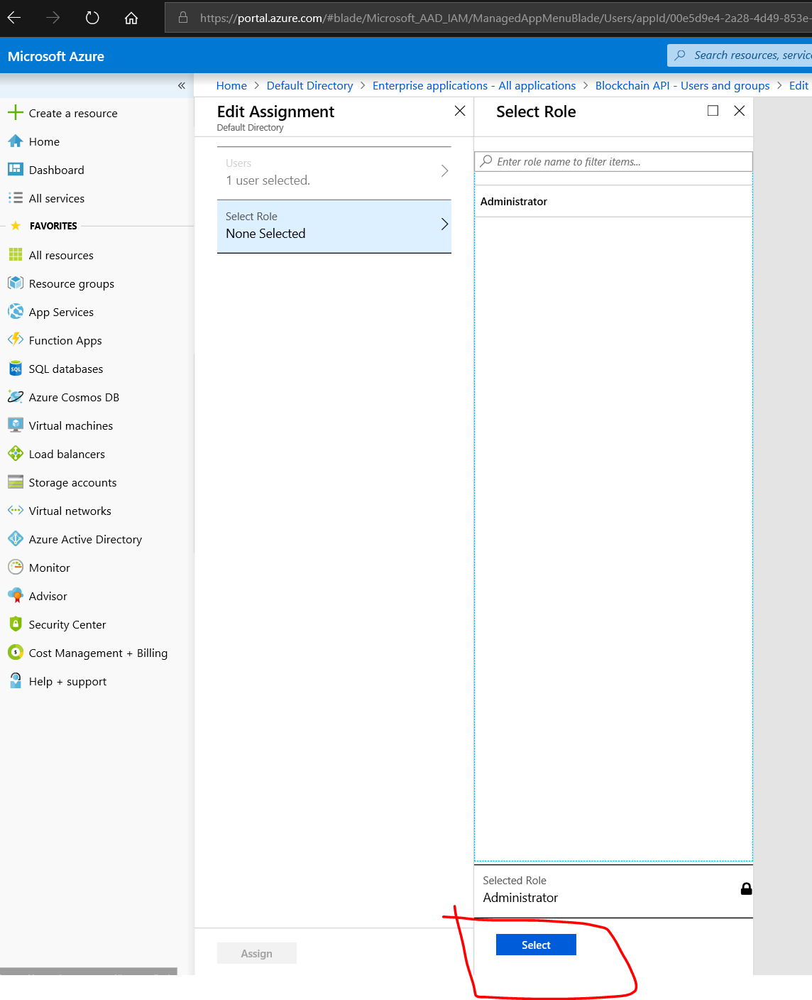 https://portal.azure.com/#blade/Microsoft_AAD_IAM/ManagedAppMenuBlade/Users/appId/00e5d9e4-2a28-4d49-853e-
Microsoft Azure
Search resources, servic
«
Home > Default Directory > Enterprise applications - All applications > Blockchain API - Users and groups > Edit
Create a resource
Home
Dashboard
All services
FAVORITES
All resources
Resource groups
App Services
Function Apps
SQL databases
Azure Cosmos DB
Virtual machines
Load balancers
Storage accounts
Virtual networks
Azure Active Directory
Monitor
Advisor
Security Center
Cost Management + Billing
Help + support
Edit Assignment
Default Directory
Users
1 user selected.
Select Role
None Selected
Assign
Select Role
Enter role name to filter items...
Administrator
Selected Role
Administrator
Select